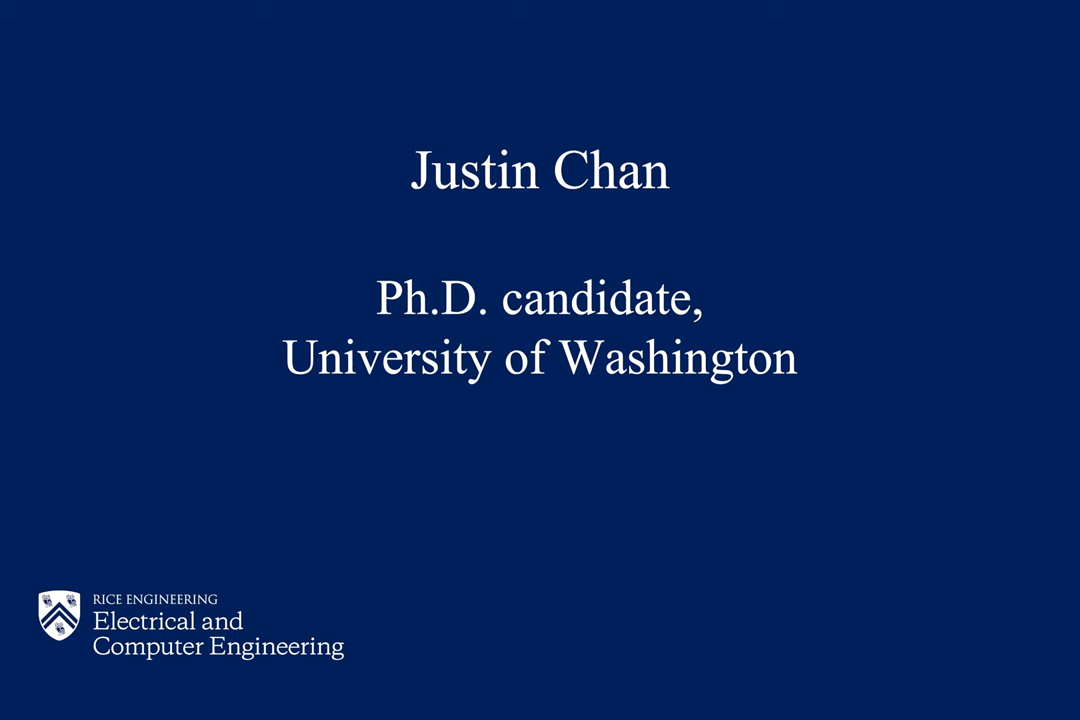 Justin Chan
Ph.D. candidate,
University of Washington
RICE ENGINEERING
Electrical and
Computer Engineering